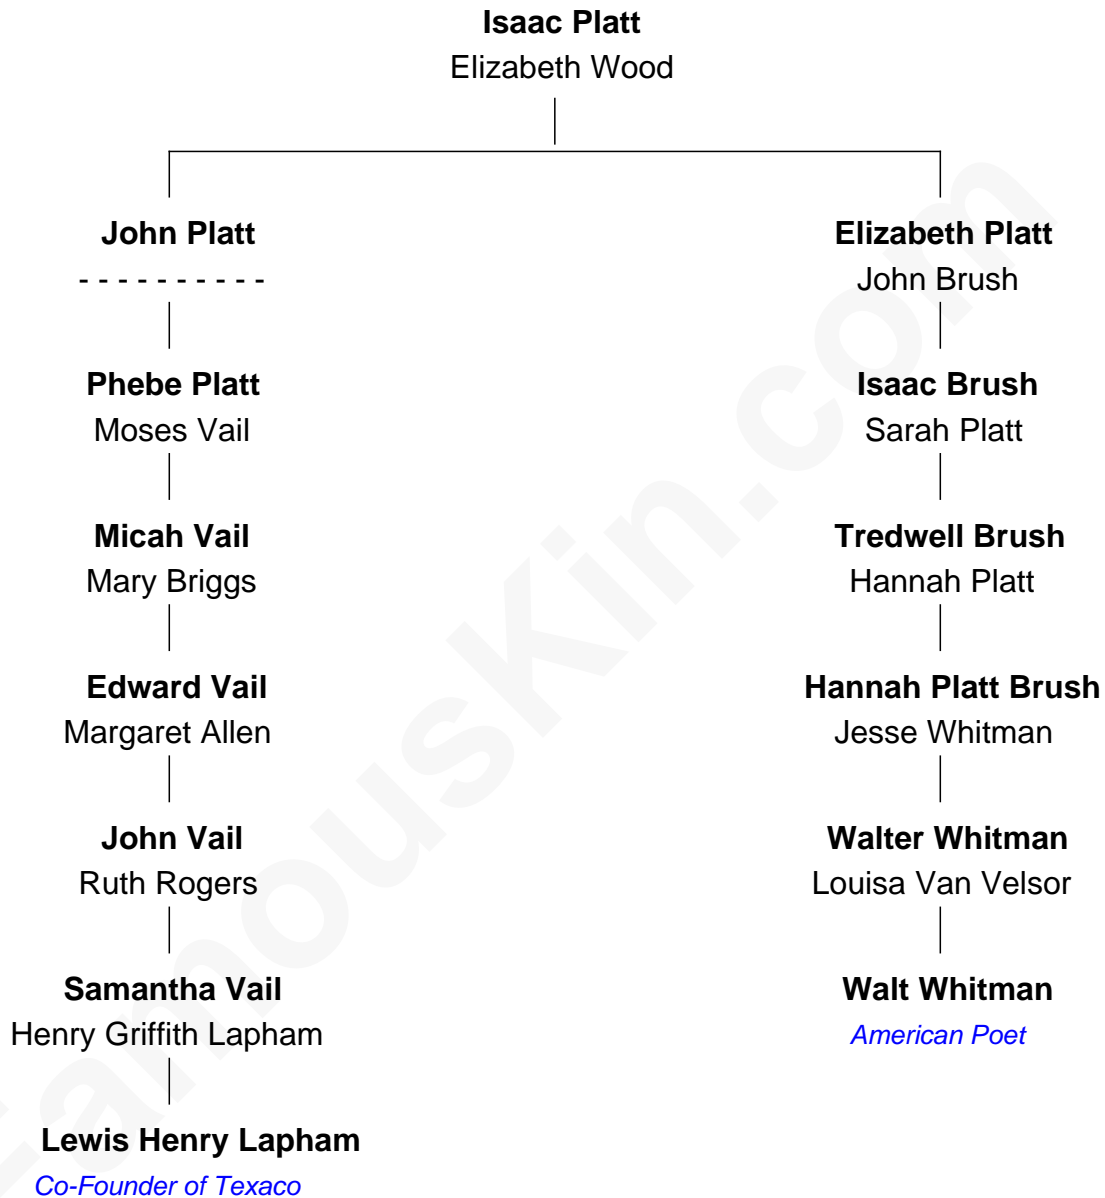 Isaac Platt
Elizabeth Wood
John Platt
- - - - - - - - - -
Elizabeth Platt
John Brush
Phebe Platt
Moses Vail
Isaac Brush
Sarah Platt
Micah Vail
Mary Briggs
Tredwell Brush
Hannah Platt
Edward Vail
Margaret Allen
Hannah Platt Brush
Jesse Whitman
John Vail
Ruth Rogers
Walter Whitman
Louisa Van Velsor
Samantha Vail
Henry Griffith Lapham
Walt Whitman
American Poet
Lewis Henry Lapham
Co-Founder of Texaco
FamousKin.com